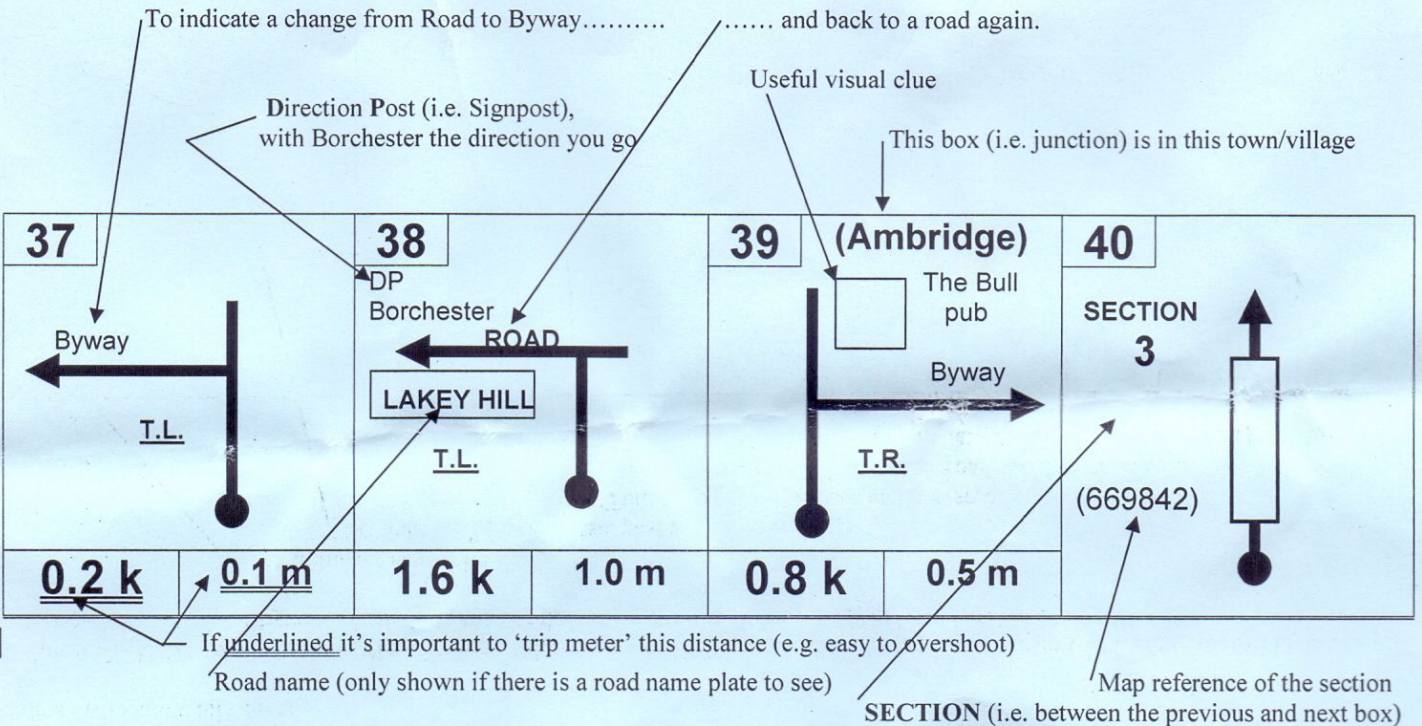 To indicate a change from Road to Byway..........
...... and back to a road again.
Useful visual clue
Direction Post (i.e. Signpost),
with Borchester the direction you go
This box (i.e. junction) is in this town/village
37
Byway
T.L.
0.2 k
0.1 m
38
DP
Borchester
ROAD
LAKEY HILL
T.L.
1.6 k
1.0 m
39
(Ambridge)
The Bull
pub
Byway
T.R.
0.8 k
0.5 m
40
SECTION
3
(669842)
If underlined it's important to 'trip meter' this distance (e.g. easy to overshoot)
Road name (only shown if there is a road name plate to see)
Map reference of the section
SECTION (i.e. between the previous and next box)